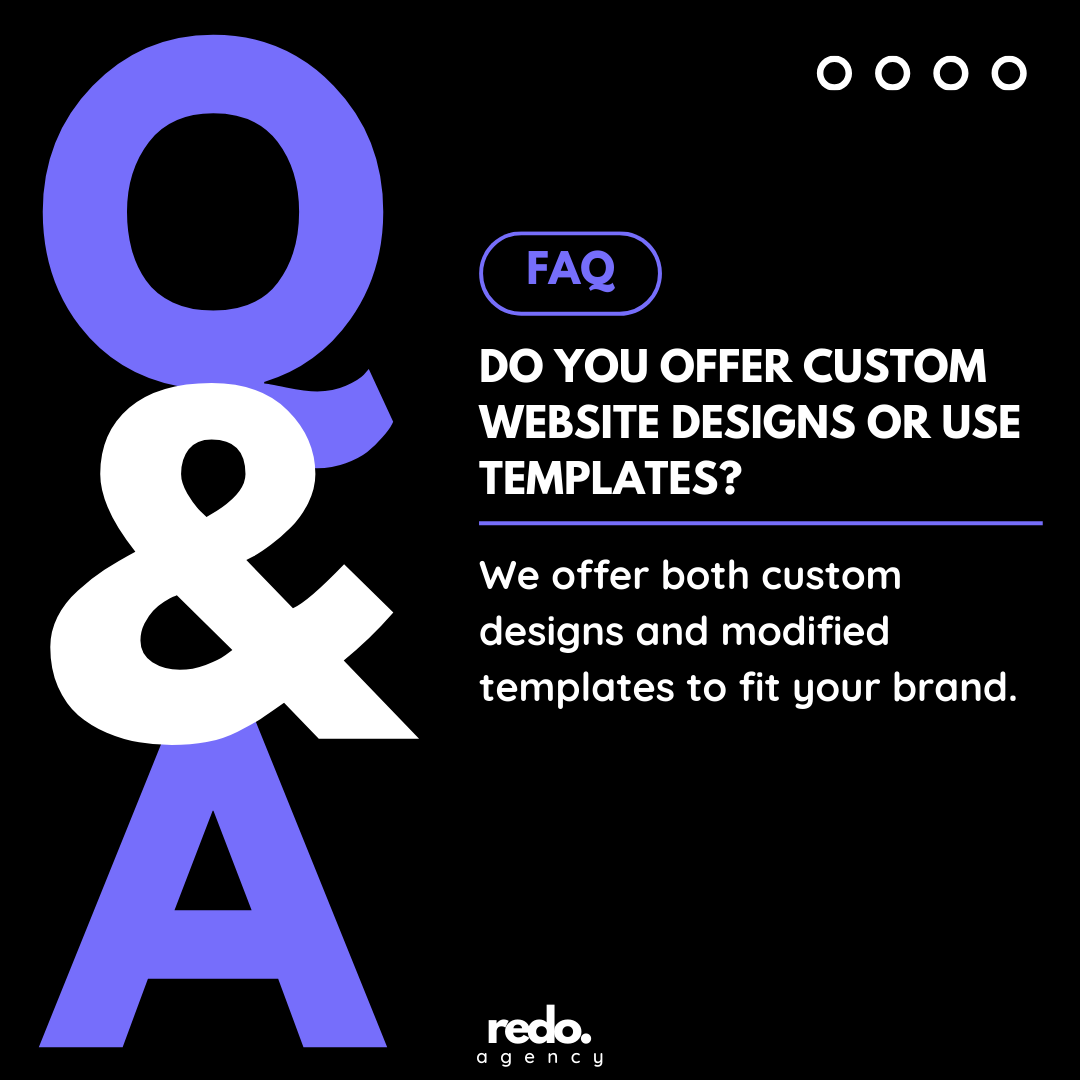 Q
&
A
FAQ
DO YOU OFFER CUSTOM
WEBSITE DESIGNS OR USE
TEMPLATES?
We offer both custom
designs and modified
templates to fit your brand.
redo.
agency